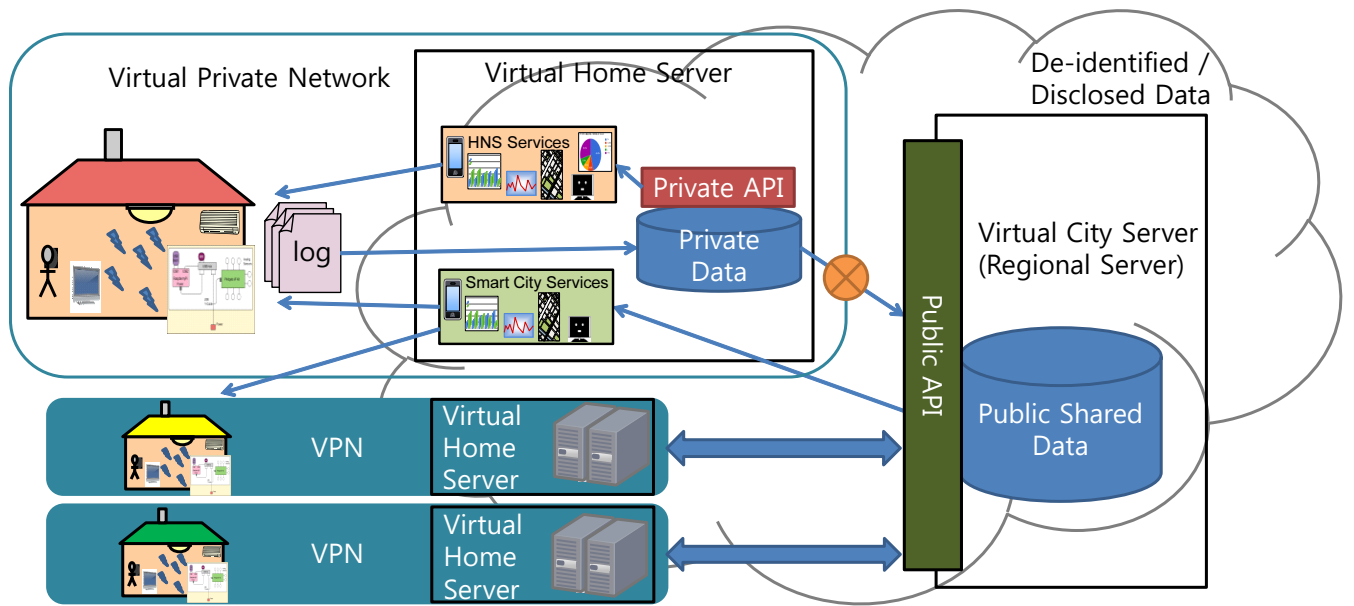 Virtual Private Network
Virtual Home Server
De-identified /
Disclosed Data
HNS Services
Private API
log
Private
Data
Virtual City Server
(Regional Server)
Smart City Services
Public API
Public Shared
Data
VPN
Virtual
Home
Server
VPN
Virtual
Home
Server